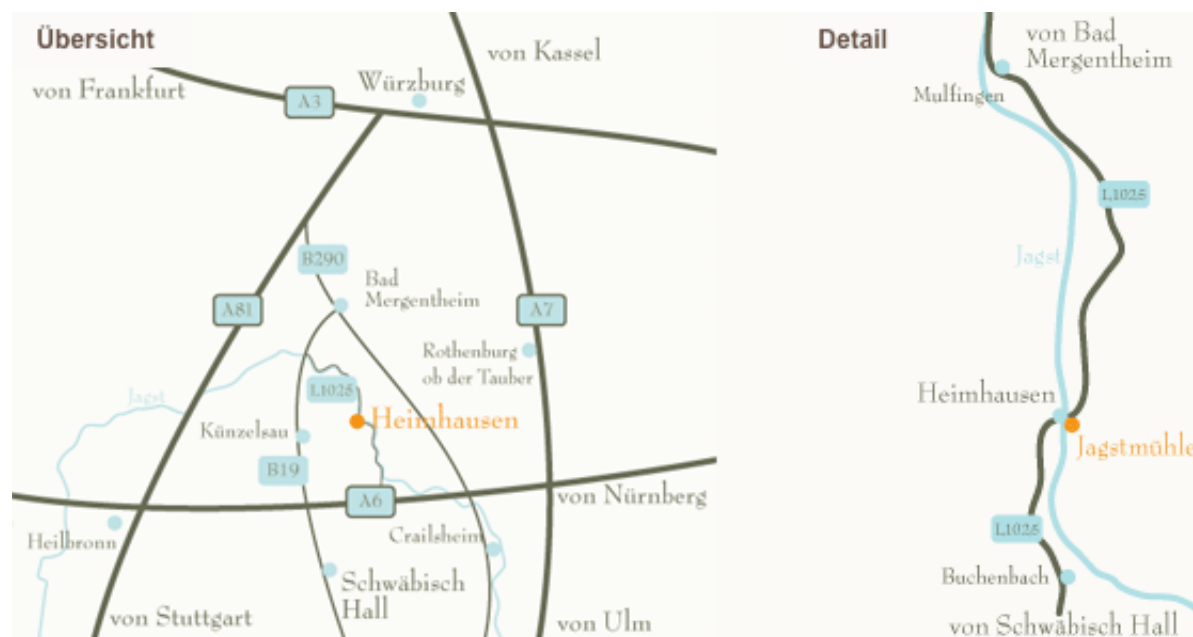 Übersicht
von Kassel
von Frankfurt
A3
Würzburg
B290
Bad
Mergentheim
A81
A7
Rothenburg
ob der Tauber
Jagst
L1025
Heimhausen
Künzelsau
B19
A6
von Nürnberg
Heilbronn
Crailsheim
Schwäbisch
Hall
von Stuttgart
von Ulm
Detail
von Bad
Mergentheim
Mulfingen
L1025
Jagst
Heimhausen
Jagstmühle
L1025
Buchenbach
von Schwäbisch Hall